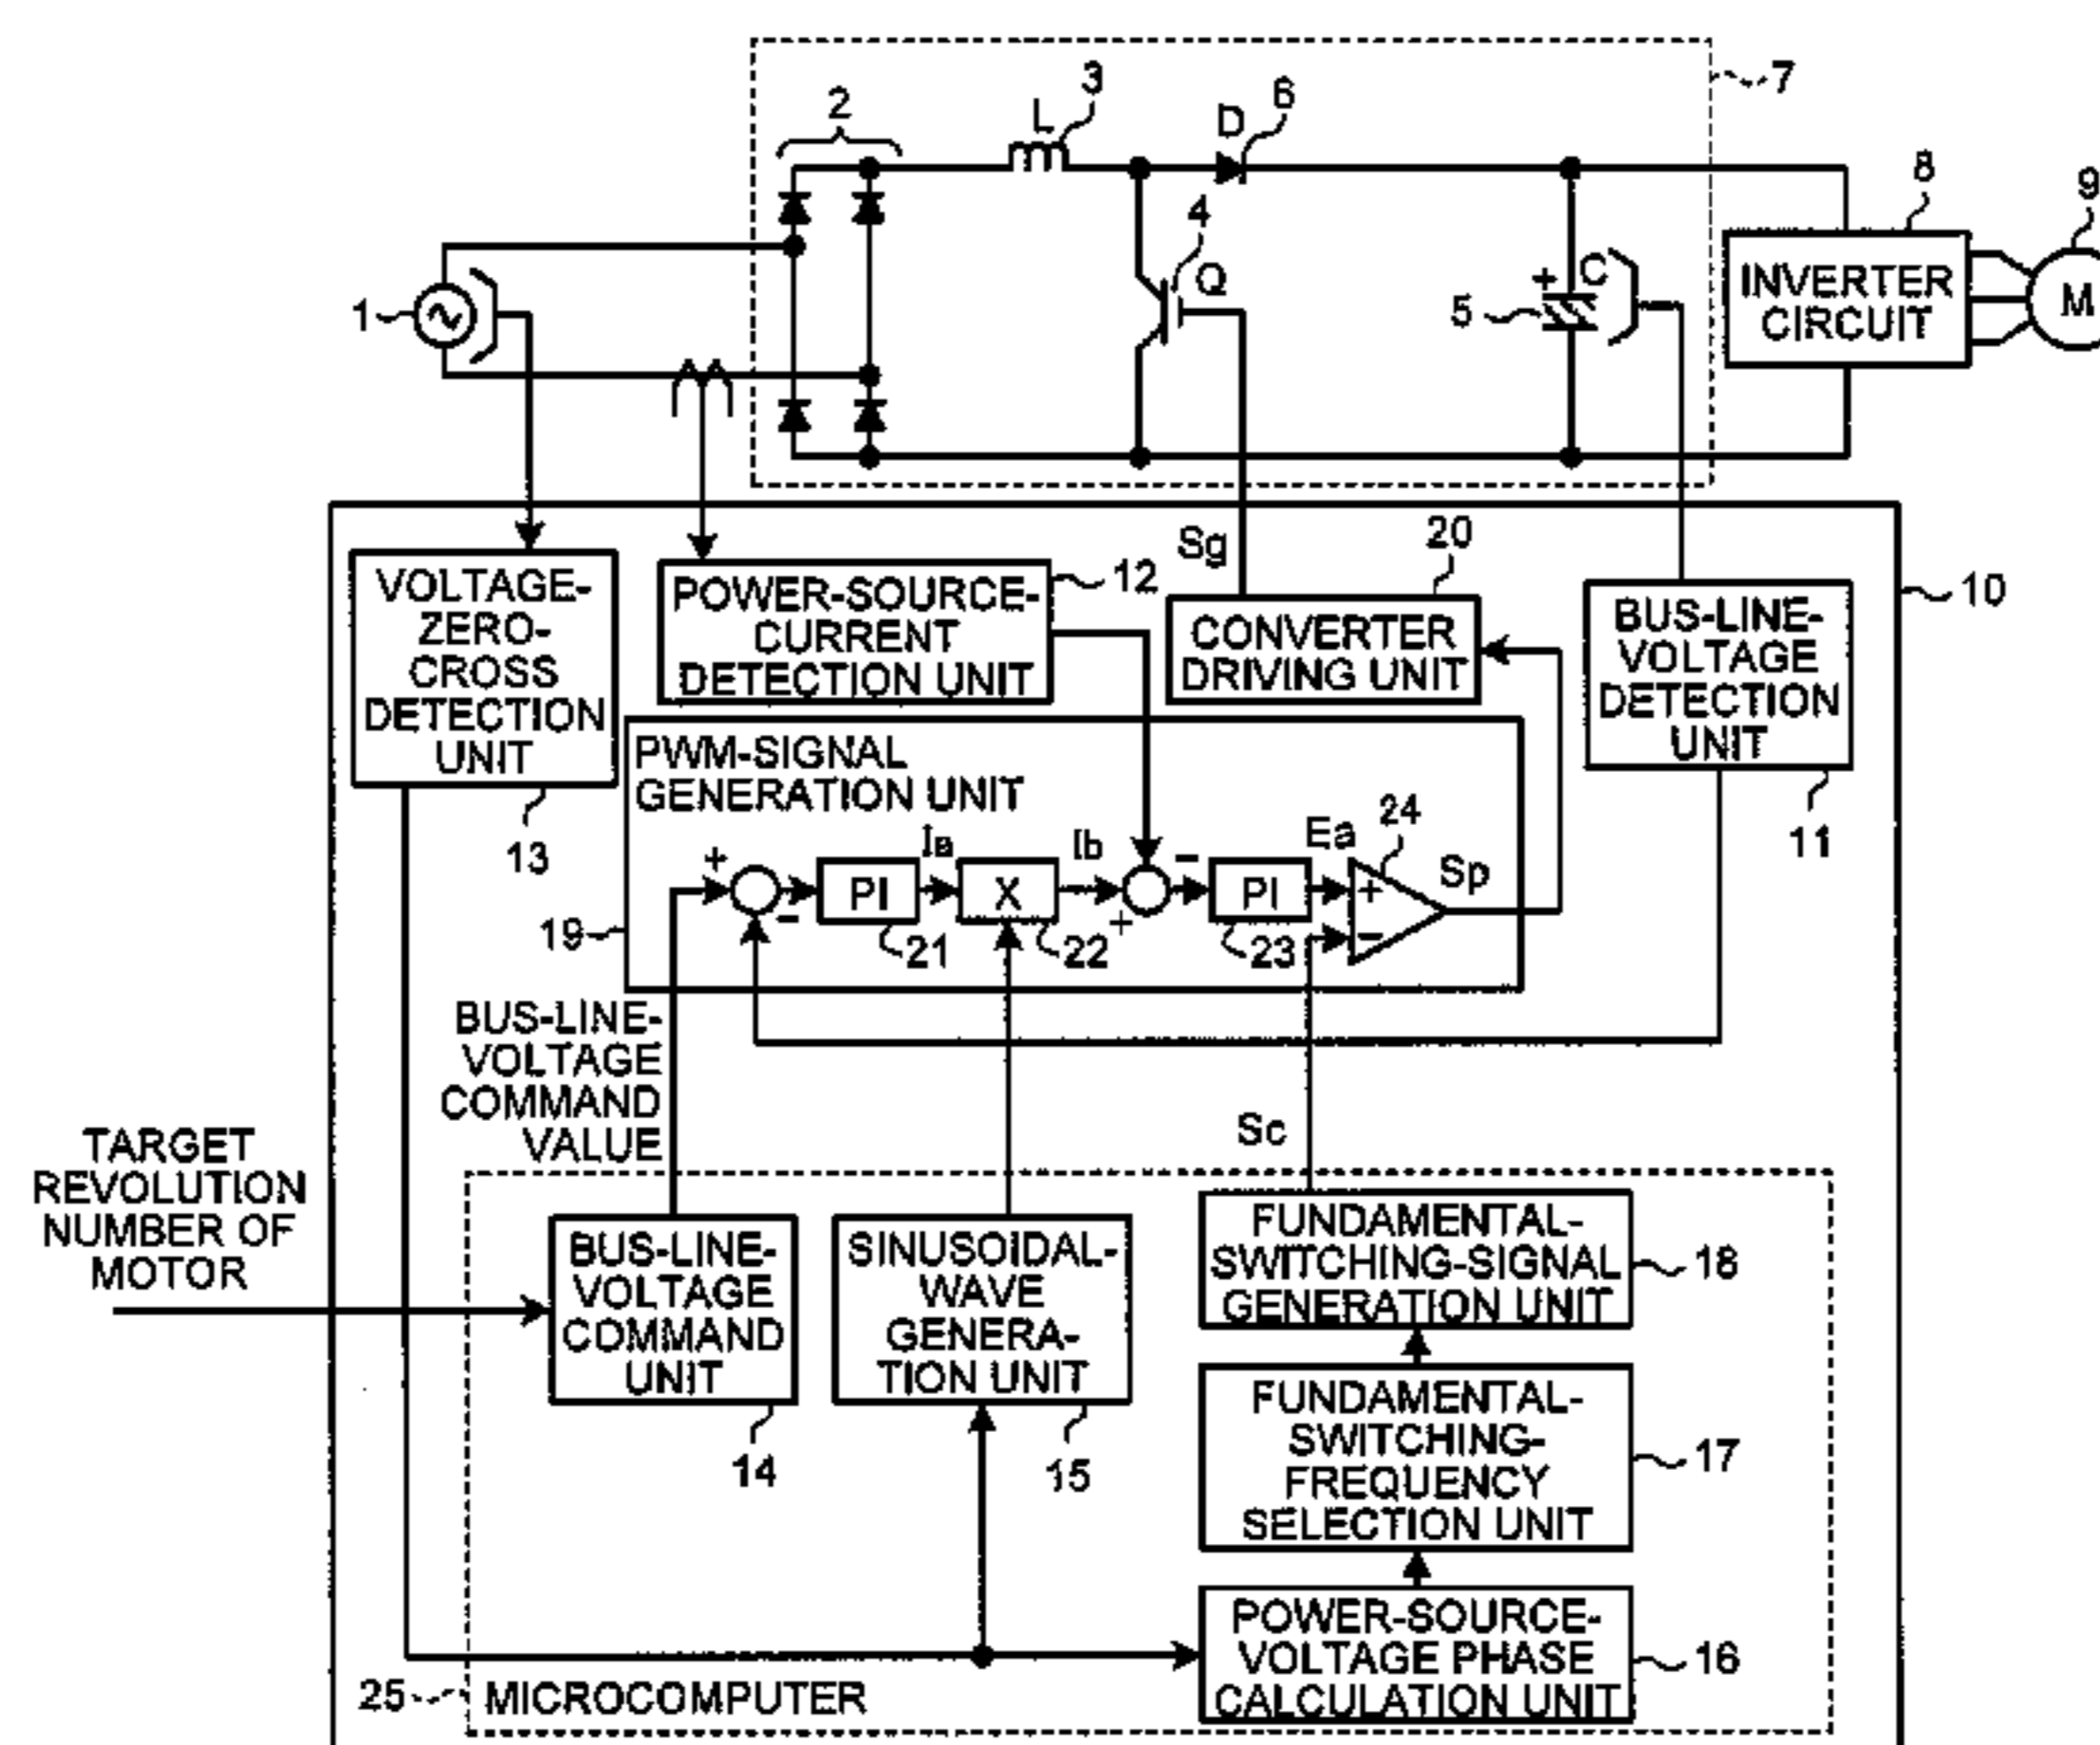 7
2
L
3
D
6
8
9
4
Q
1
+
C
5
INVERTER
CIRCUIT
M
Sg
20
12
10
VOLTAGE-
ZERO-
CROSS
DETECTION
UNIT
POWER-SOURCE-
CURRENT
DETECTION UNIT
CONVERTER
DRIVING UNIT
BUS-LINE-
VOLTAGE
DETECTION
UNIT
13
11
PWM-SIGNAL
GENERATION UNIT
+
-
PI
Ia
X
Ib
-
+
PI
Ea
24
+
-
Sp
19
21
22
23
BUS-LINE-
VOLTAGE
COMMAND
VALUE
Sc
TARGET
REVOLUTION
NUMBER OF
MOTOR
BUS-LINE-
VOLTAGE
COMMAND
UNIT
14
SINUSOIDAL-
WAVE
GENERA-
TION UNIT
15
FUNDAMENTAL-
SWITCHING-SIGNAL
GENERATION UNIT
18
FUNDAMENTAL-
SWITCHING-
FREQUENCY
SELECTION UNIT
17
POWER-SOURCE-
VOLTAGE PHASE
CALCULATION UNIT
16
25
MICROCOMPUTER